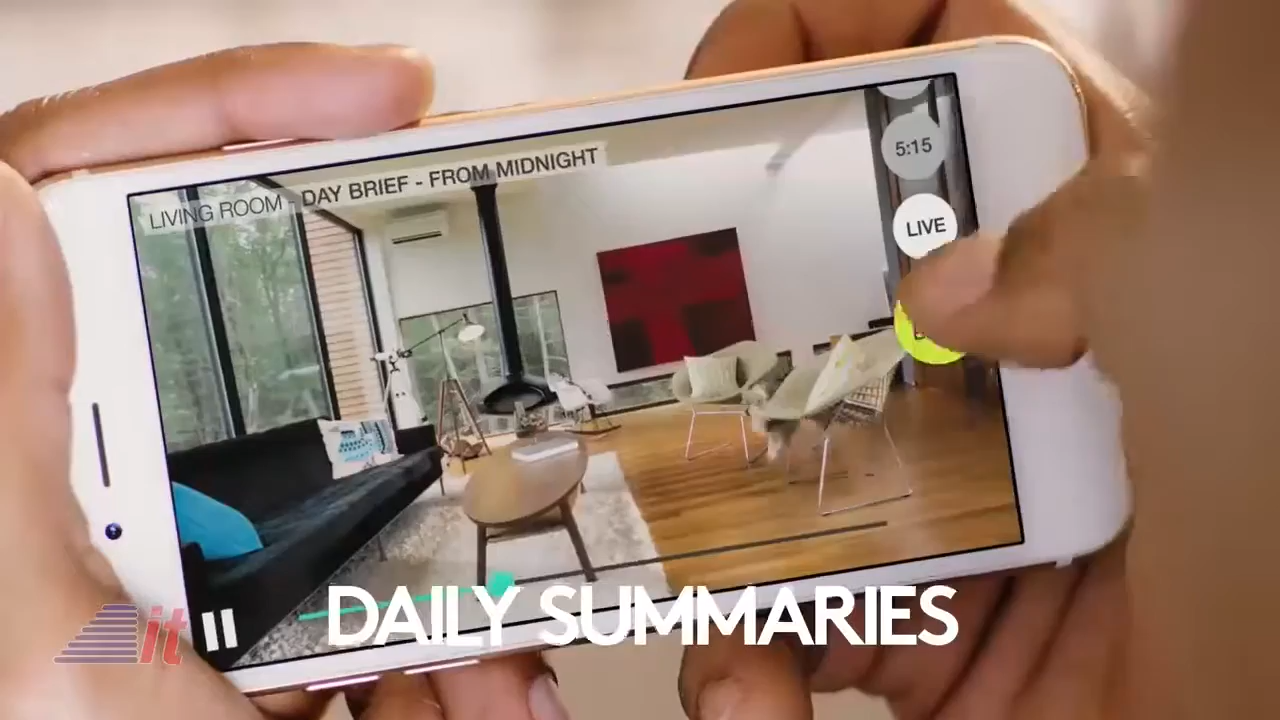 LIVING ROOM - DAY BRIEF - FROM MIDNIGHT
5:15
LIVE
DAILY SUMMARIES
it